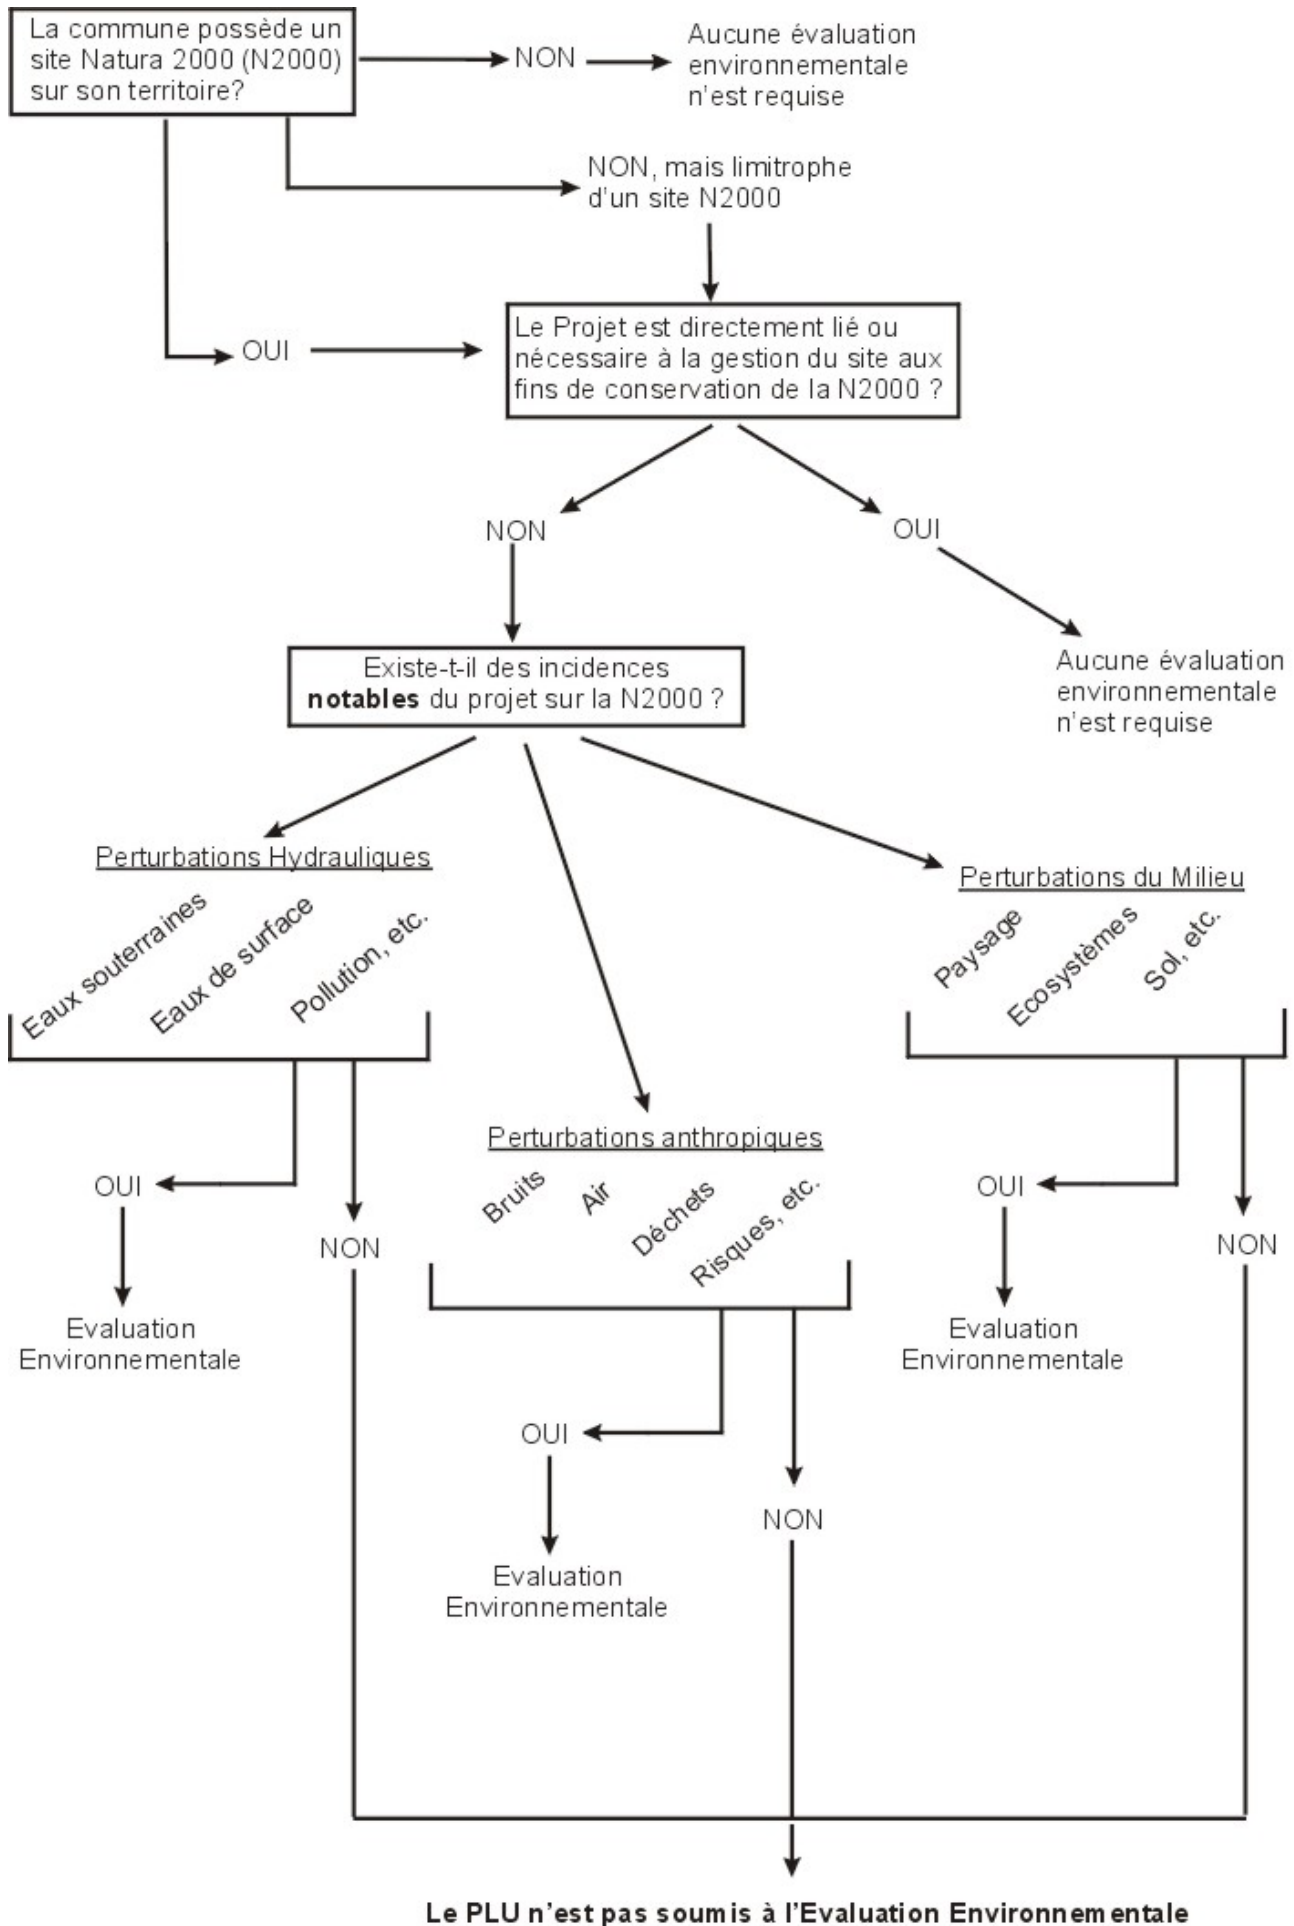 La commune possède un
site Natura 2000 (N2000)
sur son territoire?
NON
Aucune évaluation
environnementale
n'est requise
NON, mais limitrophe
d'un site N2000
OUI
Le Projet est directement lié ou
nécessaire à la gestion du site aux
fins de conservation de la N2000 ?
NON
OUI
Aucune évaluation
environnementale
n'est requise
Existe-t-il des incidences
notables du projet sur la N2000 ?
Perturbations Hydrauliques
Eaux souterraines
Eaux de surface
Pollution, etc.
Perturbations du Milieu
Paysage
Ecosystèmes
Sol, etc.
Perturbations anthropiques
Bruits
Air
Déchets
Risques, etc.
OUI
NON
Evaluation
Environnementale
OUI
NON
Evaluation
Environnementale
OUI
NON
Evaluation
Environnementale
Le PLU n'est pas soumis à l'Evaluation Environnementale